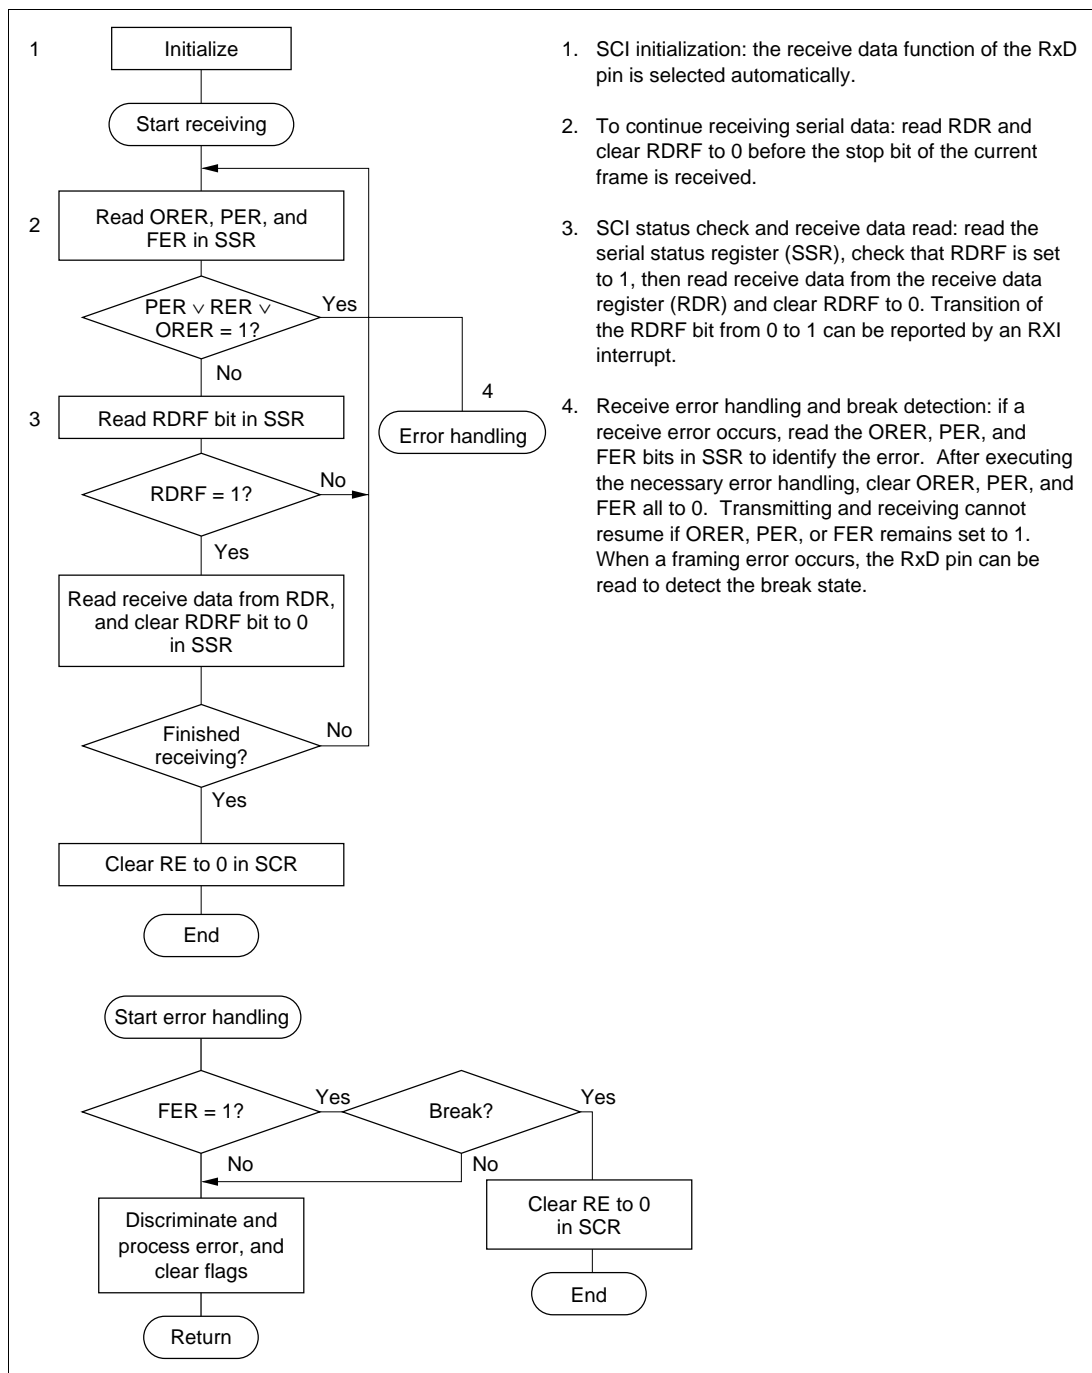 1
Initialize
Start receiving
2
Read ORER, PER, and
FER in SSR
PER ∨ RER ∨
ORER = 1?
Yes
No
4
Error handling
3
Read RDRF bit in SSR
RDRF = 1?
No
Yes
Read receive data from RDR,
and clear RDRF bit to 0
in SSR
Finished
receiving?
No
Yes
Clear RE to 0 in SCR
End
1. SCI initialization: the receive data function of the RxD
pin is selected automatically.
2. To continue receiving serial data: read RDR and
clear RDRF to 0 before the stop bit of the current
frame is received.
3. SCI status check and receive data read: read the
serial status register (SSR), check that RDRF is set
to 1, then read receive data from the receive data
register (RDR) and clear RDRF to 0. Transition of
the RDRF bit from 0 to 1 can be reported by an RXI
interrupt.
4. Receive error handling and break detection: if a
receive error occurs, read the ORER, PER, and
FER bits in SSR to identify the error. After executing
the necessary error handling, clear ORER, PER, and
FER all to 0. Transmitting and receiving cannot
resume if ORER, PER, or FER remains set to 1.
When a framing error occurs, the RxD pin can be
read to detect the break state.
Start error handling
FER = 1?
Yes
Break?
Yes
No
No
Clear RE to 0
in SCR
End
Discriminate and
process error, and
clear flags
Return